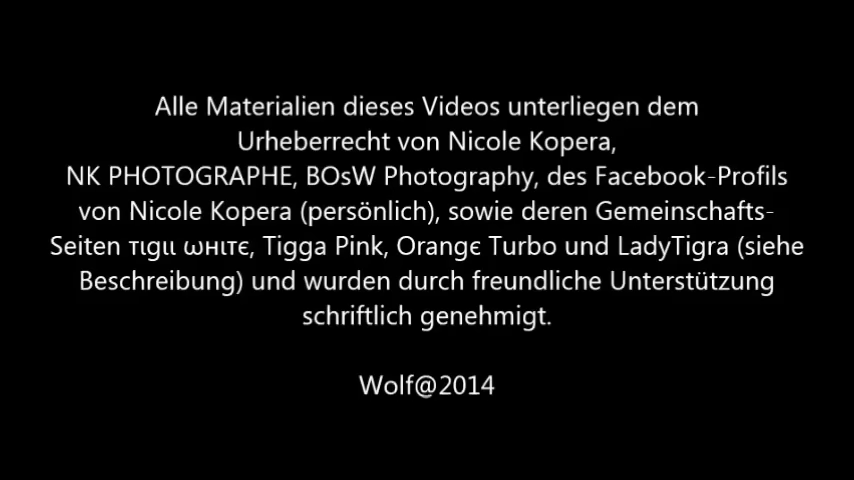 Alle Materialien dieses Videos unterliegen dem
Urheberrecht von Nicole Kopera,
NK PHOTOGRAPHE, BOsW Photography, des Facebook-Profils
von Nicole Kopera (persönlich), sowie deren Gemeinschafts-
Seiten τιgιι ωнιтє, Tigga Pink, Orangє Turbo und LadyTigra (siehe
Beschreibung) und wurden durch freundliche Unterstützung
schriftlich genehmigt.
Wolf@2014